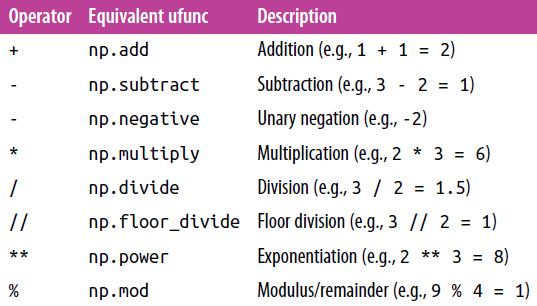 Operator Equivalent ufunc Description
+ np.add Addition (e.g., 1 + 1 = 2)
- np.subtract Subtraction (e.g., 3 - 2 = 1)
- np.negative Unary negation (e.g., -2)
* np.multiply Multiplication (e.g., 2 * 3 = 6)
/ np.divide Division (e.g., 3 / 2 = 1.5)
// np.floor_divide Floor division (e.g., 3 // 2 = 1)
** np.power Exponentiation (e.g., 2 ** 3 = 8)
% np.mod Modulus/remainder (e.g., 9 % 4 = 1)